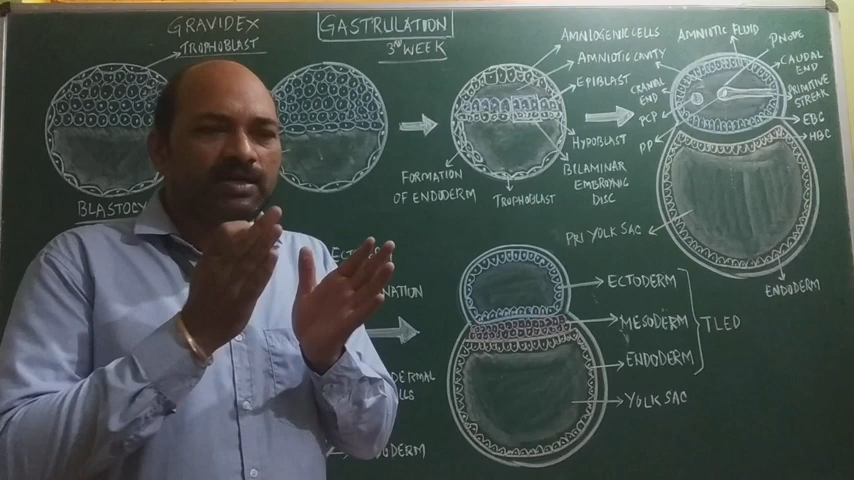 GRAVIDEX
TROPHOBLAST
GASTRULATION
3RD WEEK
BLASTOCY
FORMATION
OF ENDODERM
TROPHOBLAST
AMNIOGENIC CELLS
AMNIOTIC CAVITY
EPIBLAST
HYPOBLAST
BILAMINAR
EMBRYONIC
DISC
AMNIOTIC FLUID
PNODE
CAUDAL
END
PRIMITIVE
STREAK
EBC
HBC
CRANIAL
END
PCP
PP
PRI YOLK SAC
ENDODERM
NATION
DERMAL
LLS
ODERM
ECTODERM
MESODERM
ENDODERM
TLED
YOLK SAC